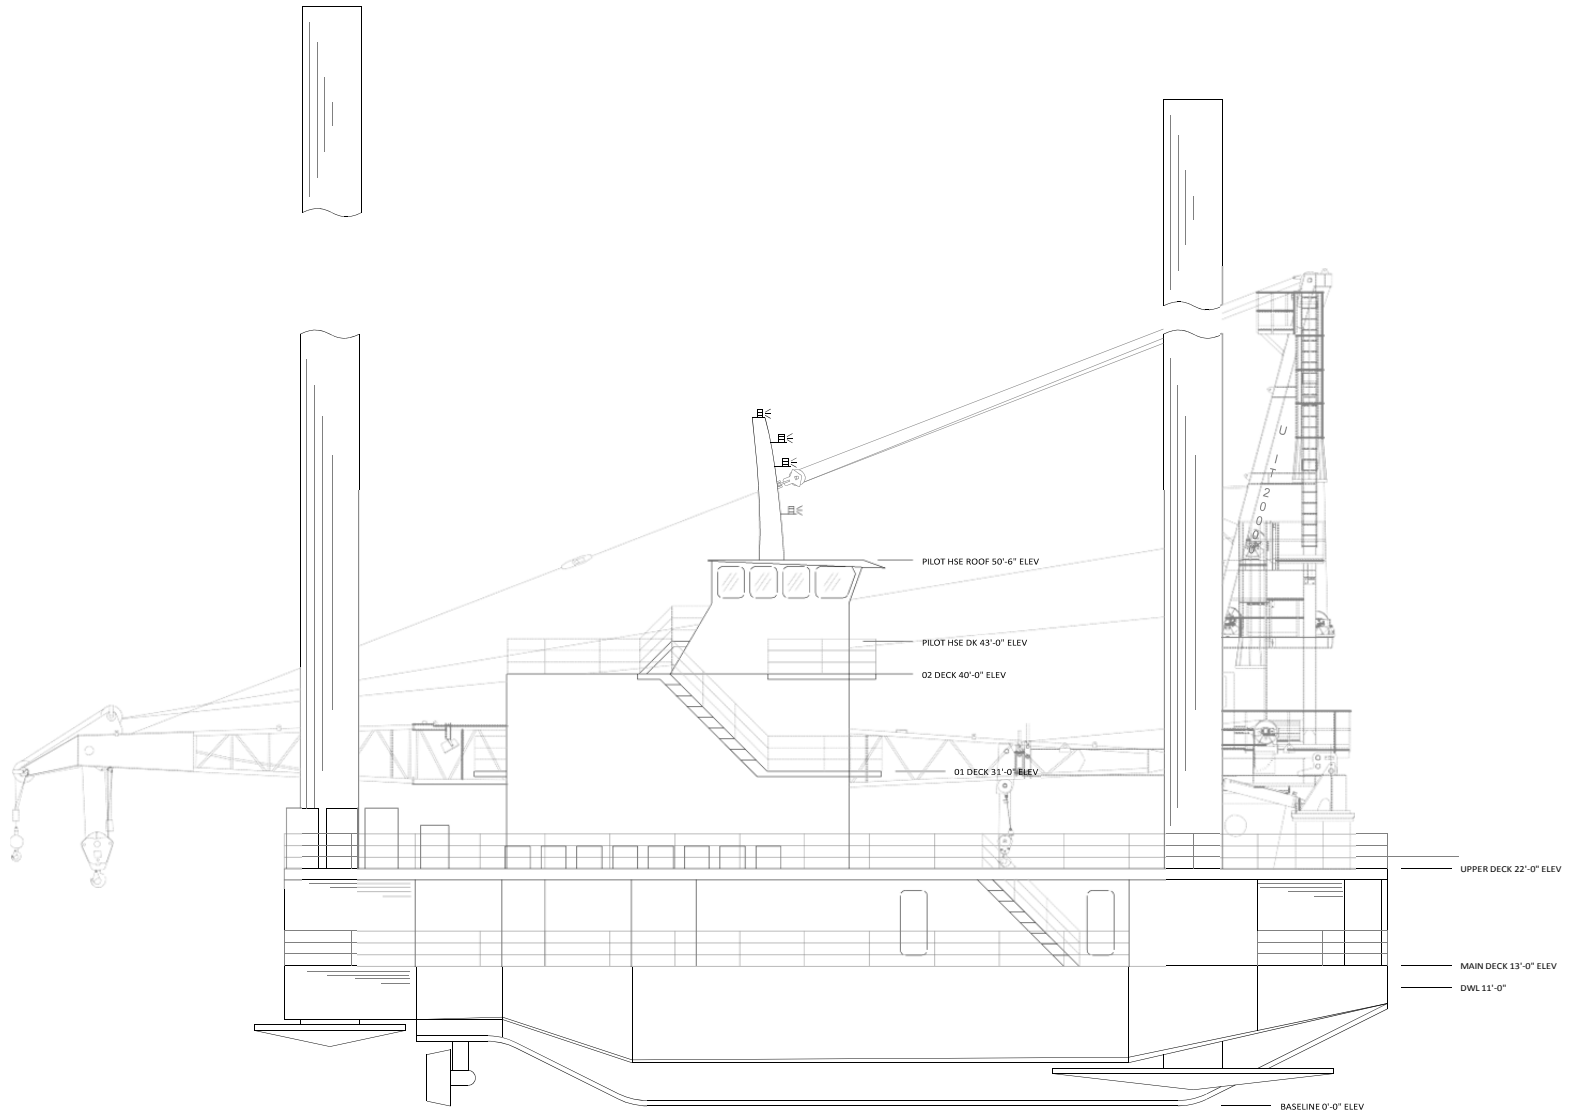 U IT 2000
PILOT HSE ROOF 50'-6" ELEV
PILOT HSE DK 43'-0" ELEV
02 DECK 40'-0" ELEV
01 DECK 31'-0" ELEV
UPPER DECK 22'-0" ELEV
MAIN DECK 13'-0" ELEV
DWL 11'-0"
BASELINE 0'-0" ELEV